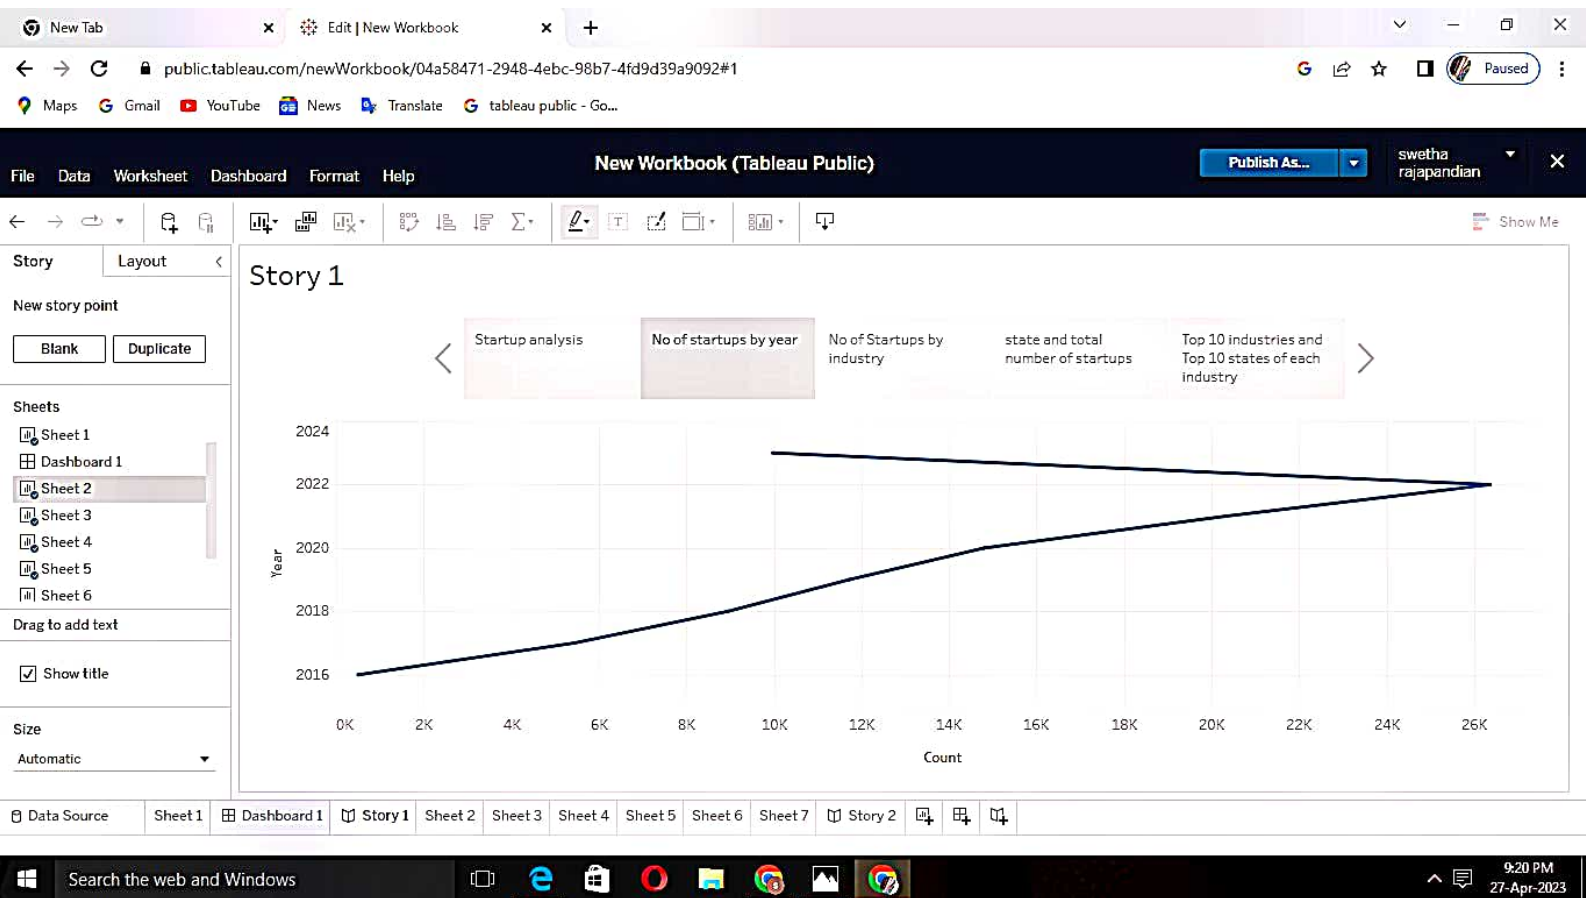 New Tab
Edit | New Workbook
public.tableau.com/newWorkbook/04a58471-2948-4ebc-98b7-4fd9d39a9092#1
Paused
Maps
Gmail
YouTube
News
Translate
tableau public - Go...
New Workbook (Tableau Public)
Publish As...
swetha
rajapandian
File
Data
Worksheet
Dashboard
Format
Help
Show Me
Story
Layout
New story point
Blank
Duplicate
Sheets
Sheet 1
Dashboard 1
Sheet 2
Sheet 3
Sheet 4
Sheet 5
Sheet 6
Drag to add text
Show title
Size
Automatic
Story 1
Startup analysis
No of startups by year
No of Startups by
industry
state and total
number of startups
Top 10 industries and
Top 10 states of each
industry
2024
2022
2020
2018
2016
Year
0K
2K
4K
6K
8K
10K
12K
14K
16K
18K
20K
22K
24K
26K
Count
Data Source
Sheet 1
Dashboard 1
Story 1
Sheet 2
Sheet 3
Sheet 4
Sheet 5
Sheet 6
Sheet 7
Story 2
Search the web and Windows
9:20 PM
27-Apr-2023